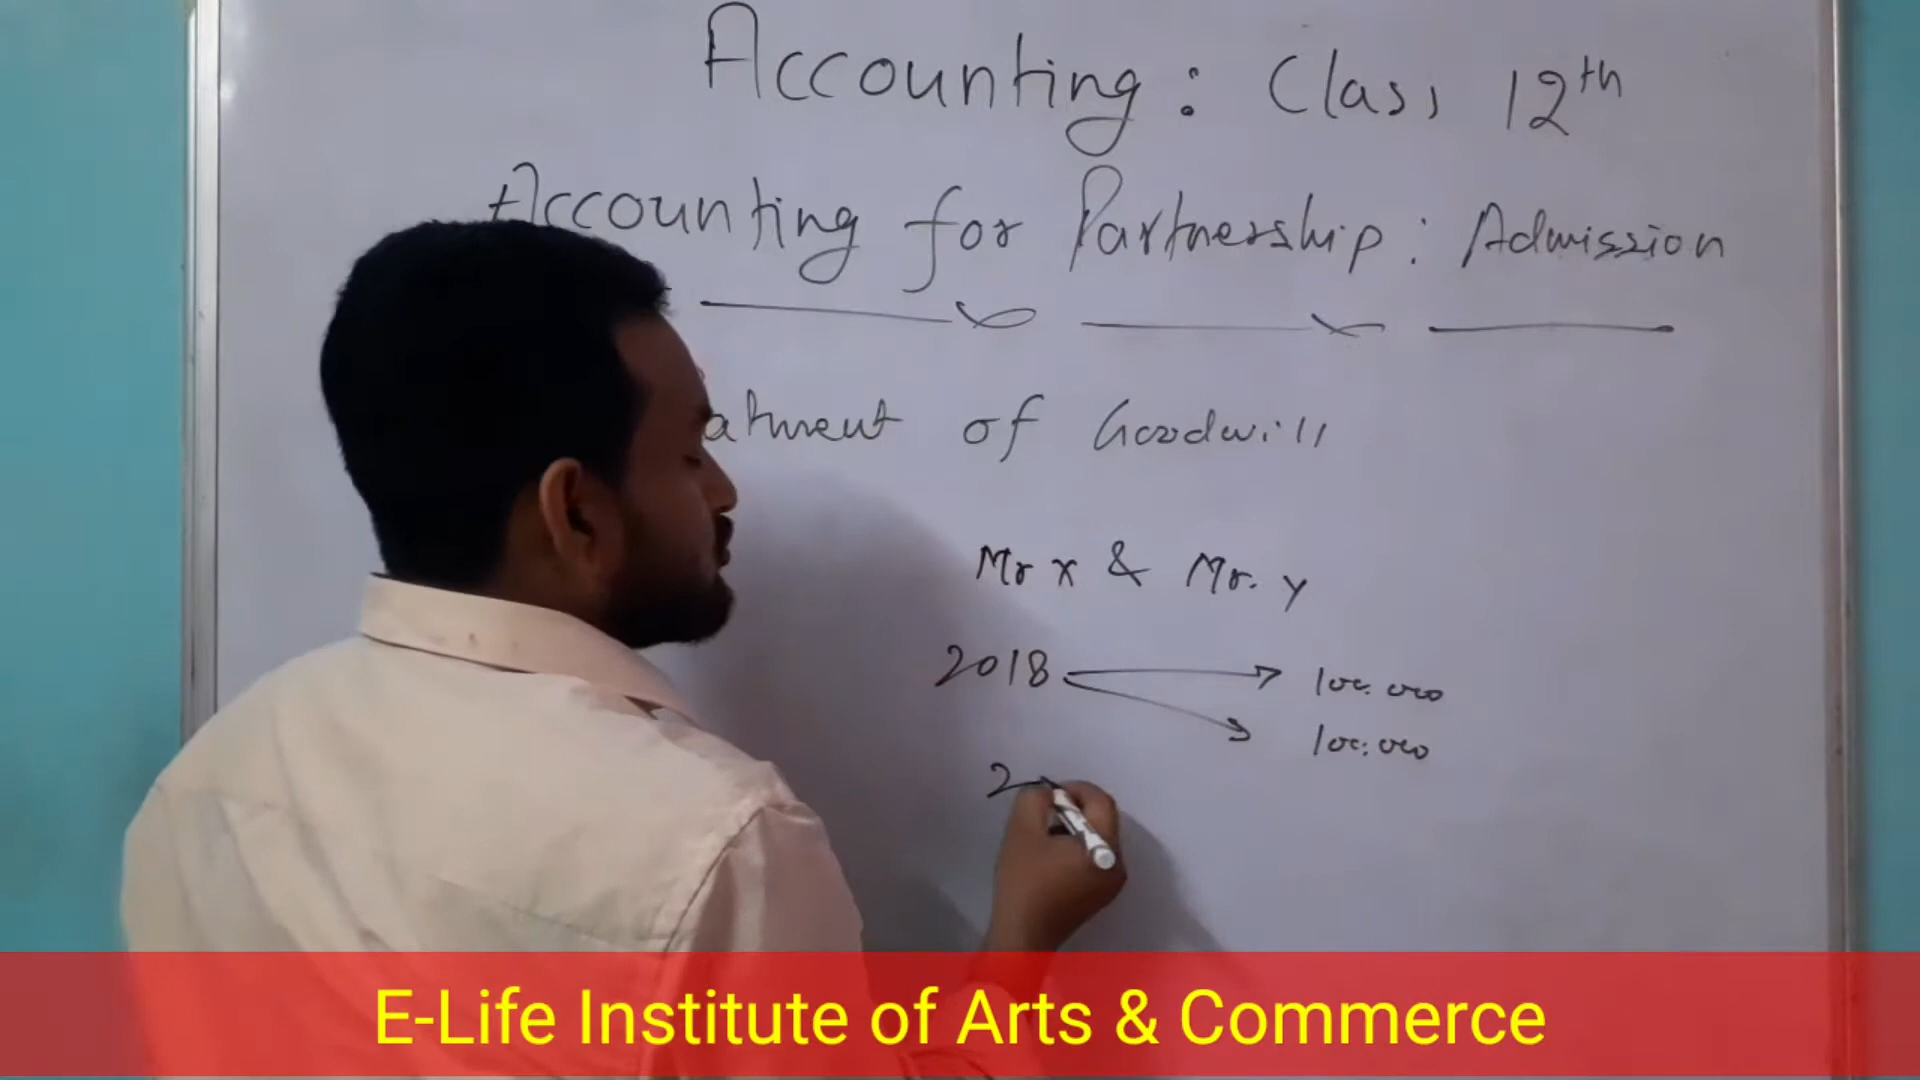 Accounting: Class 12th
Accounting for Partnership: Admission
of Goodwill
Mr x & Mr. y
2018 → 100.000
→ 100.000
2
E-Life Institute of Arts & Commerce